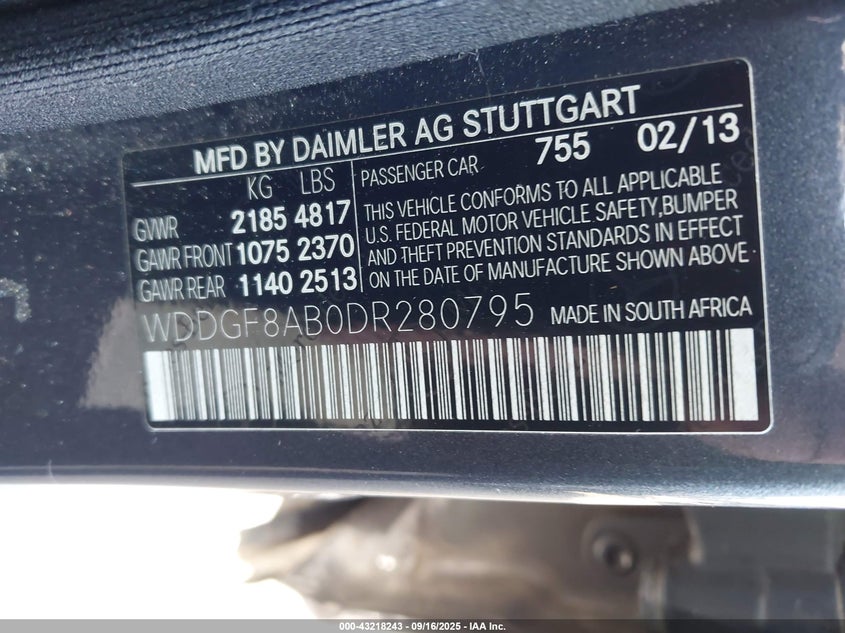 MFD BY DAIMLER AG STUTTGART
KG LBS
GVWR 2185 4817
GAWR FRONT 1075 2370
GAWR REAR 1140 2513
PASSENGER CAR 755 02/13
THIS VEHICLE CONFORMS TO ALL APPLICABLE
U.S. FEDERAL MOTOR VEHICLE SAFETY,BUMPER
AND THEFT PREVENTION STANDARDS IN EFFECT
ON THE DATE OF MANUFACTURE SHOWN ABOVE
WDDGF8AB0DR280795 MADE IN SOUTH AFRICA
000-43218243 - 09/16/2025 - IAA Inc.